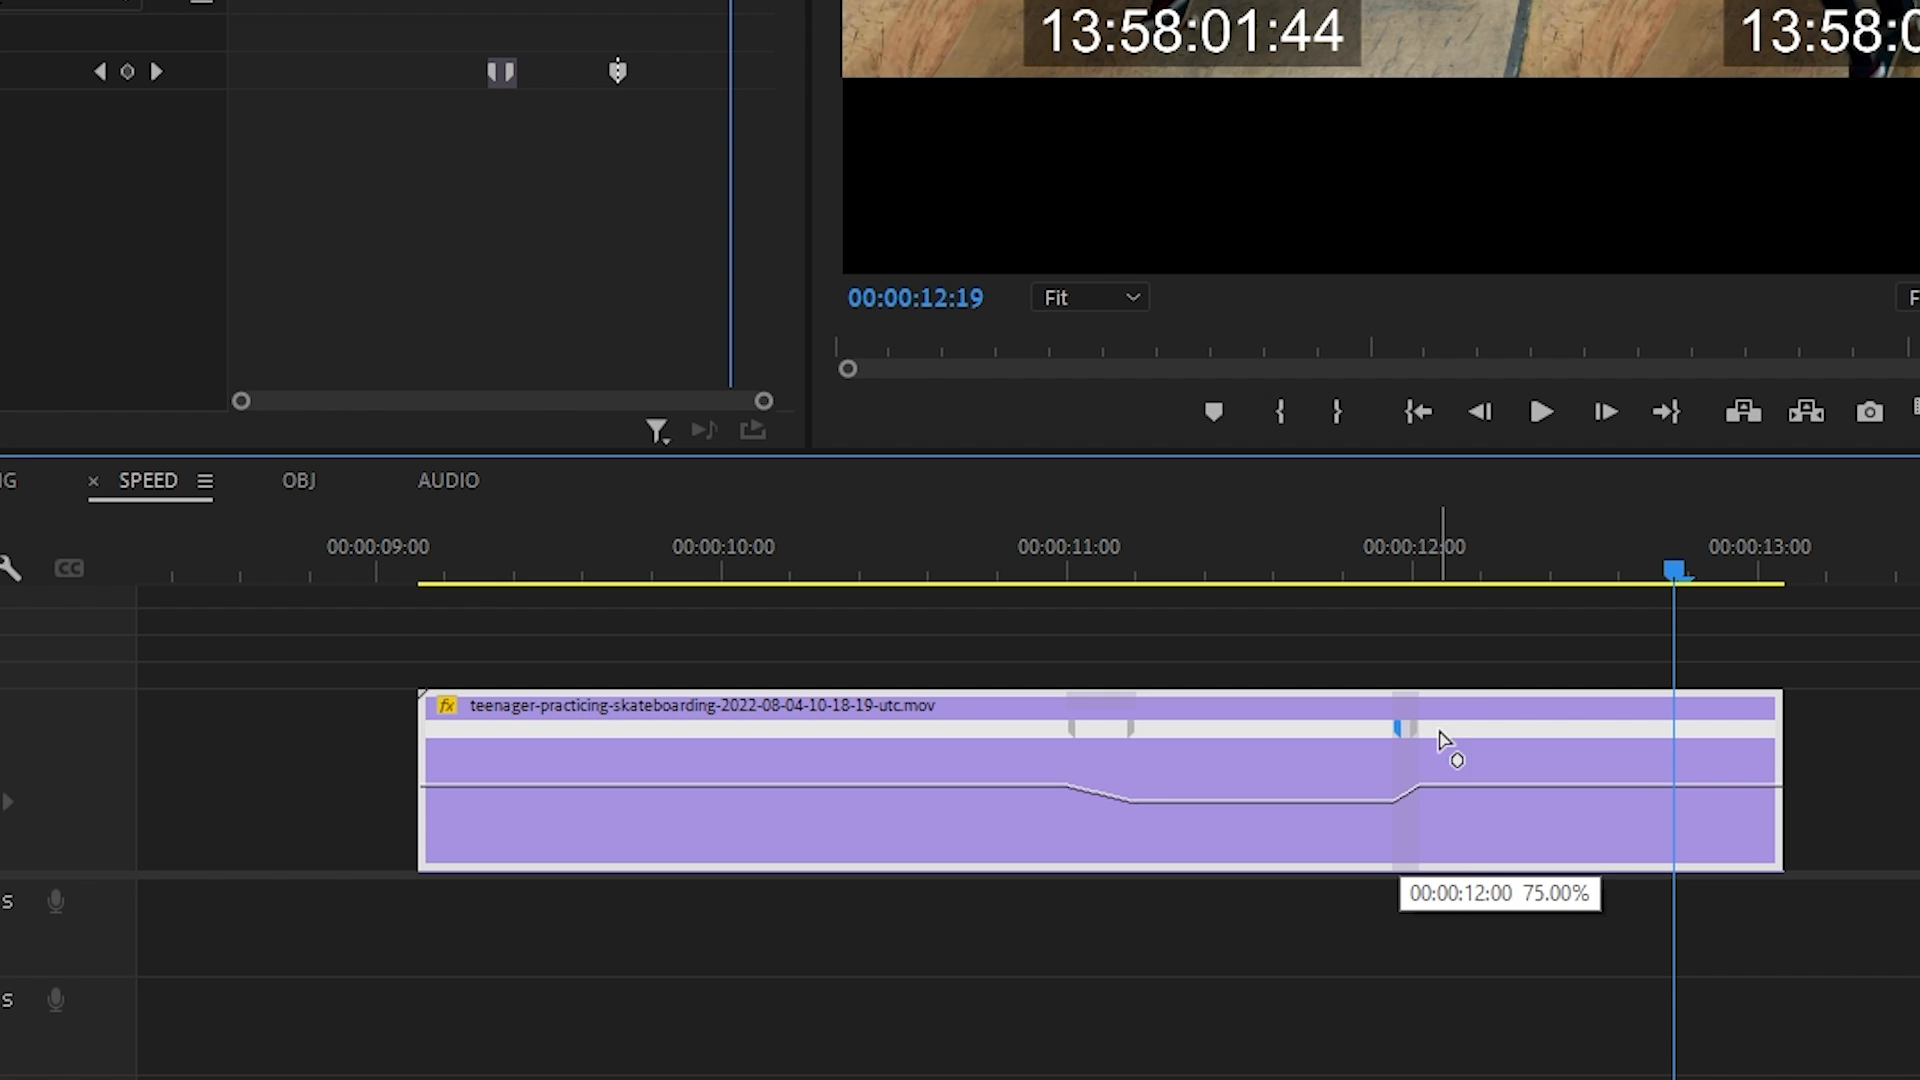 13:58:01:44
13:58:0
00:00:12:19
Fit
F
G
×
SPEED
OBJ
AUDIO
00:00:09:00
00:00:10:00
00:00:11:00
00:00:12:00
00:00:13:00
CC
fx
teenager-practicing-skateboarding-2022-08-04-10-18-19-utc.mov
00:00:12:00 75.00%
S
S